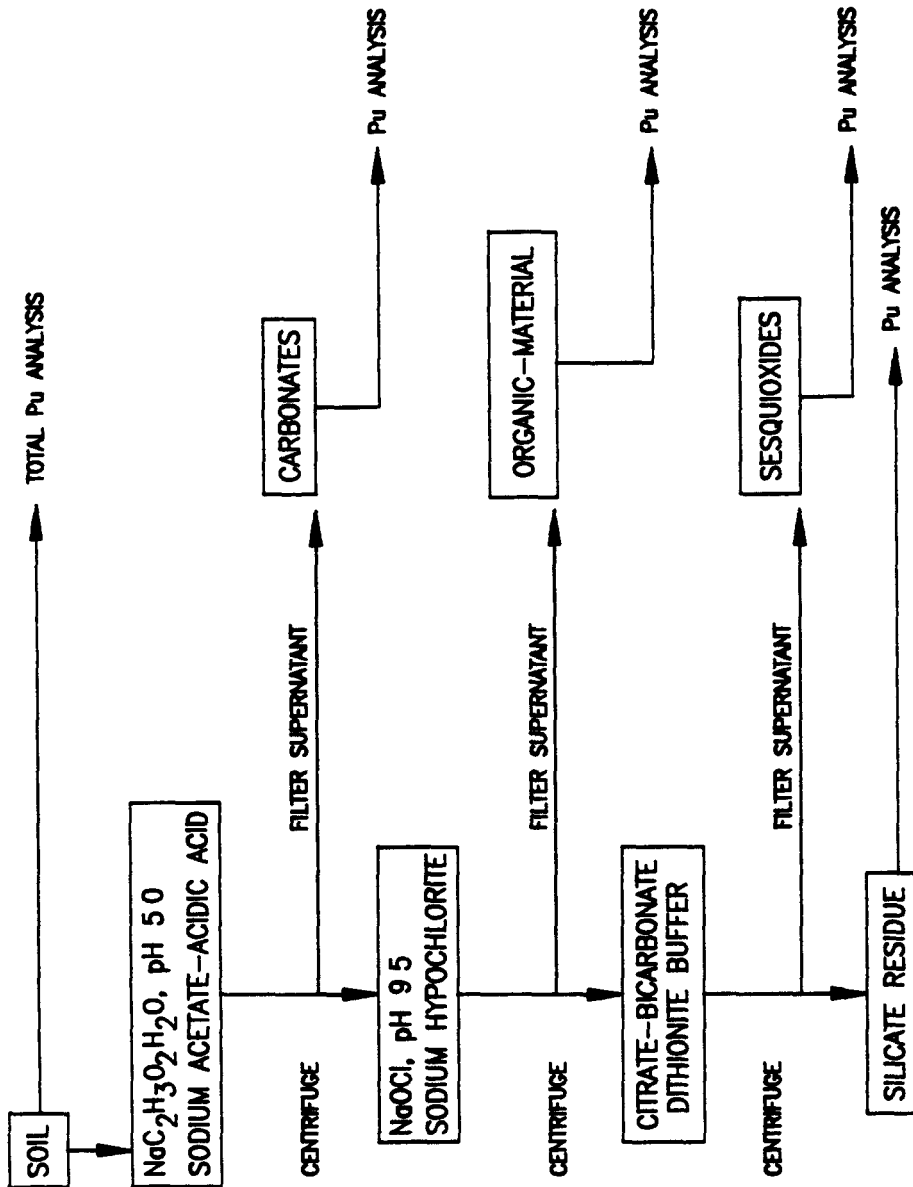 SOIL
TOTAL Pu ANALYSIS
NaC2H3O2H2O, pH 5 0
SODIUM ACETATE-ACIDIC ACID
CENTRIFUGE
FILTER SUPERNATANT
CARBONATES
Pu ANALYSIS
NaOCl, pH 9 5
SODIUM HYPOCHLORITE
CENTRIFUGE
FILTER SUPERNATANT
ORGANIC-MATERIAL
Pu ANALYSIS
CITRATE-BICARBONATE
DITHIONITE BUFFER
CENTRIFUGE
FILTER SUPERNATANT
SESQUIOXIDES
Pu ANALYSIS
SILICATE RESIDUE
Pu ANALYSIS